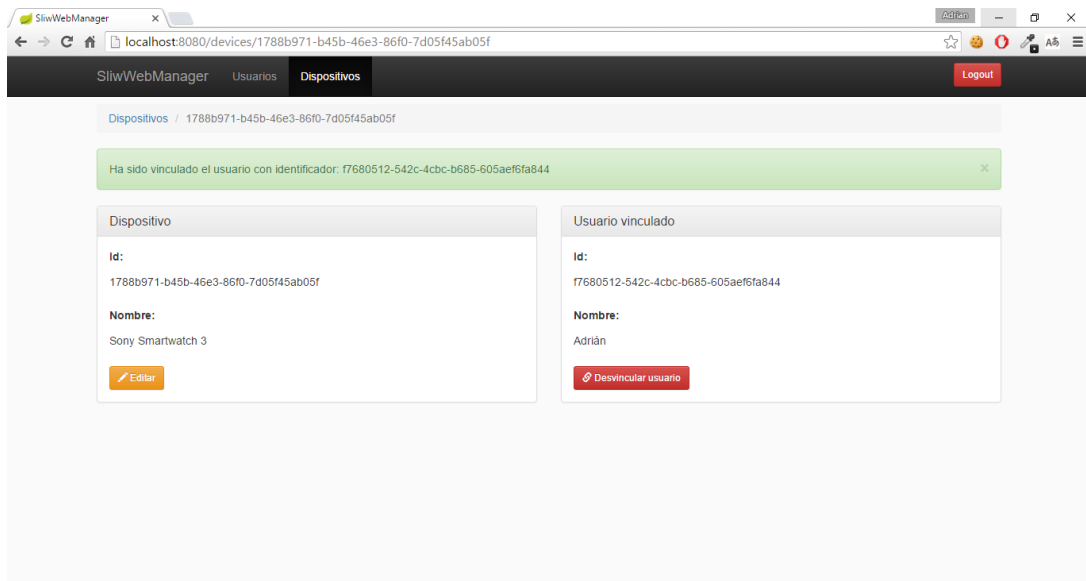 SliwWebManager
Adrian
localhost:8080/devices/1788b971-b45b-46e3-86f0-7d05f45ab05f
SliwWebManager Usuarios Dispositivos Logout
Dispositivos / 1788b971-b45b-46e3-86f0-7d05f45ab05f
Ha sido vinculado el usuario con identificador: f7680512-542c-4cbc-b685-605aef6fa844 ×
Dispositivo
Id:
1788b971-b45b-46e3-86f0-7d05f45ab05f
Nombre:
Sony Smartwatch 3
Editar
Usuario vinculado
Id:
f7680512-542c-4cbc-b685-605aef6fa844
Nombre:
Adrián
Desvincular usuario